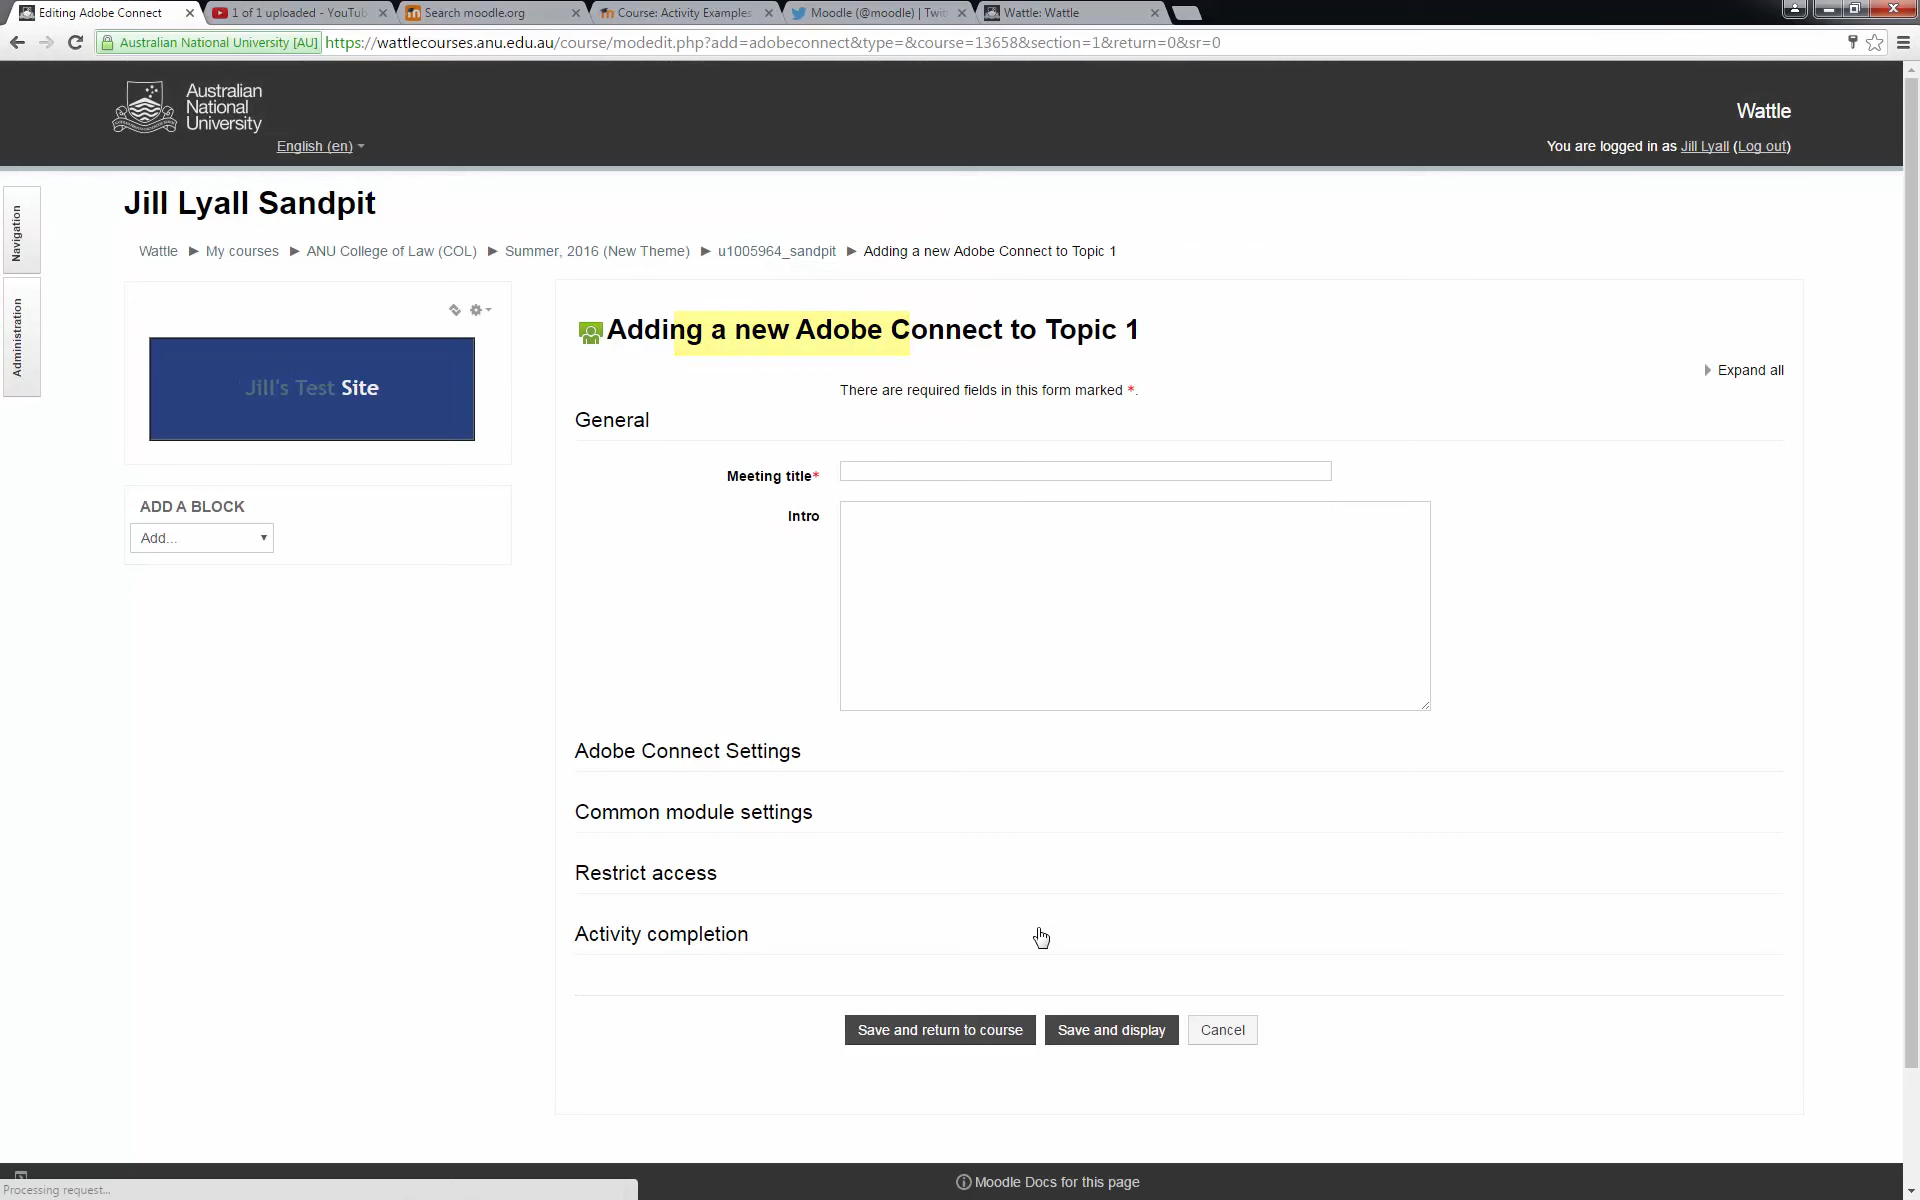 Editing Adobe Connect
1 of 1 uploaded - YouTub
Search moodle.org
Course: Activity Examples
Moodle (@moodle) | Twit
Wattle: Wattle
Australian National University [AU]
https://wattlecourses.anu.edu.au/course/modedit.php?add=adobeconnect&type=&course=13658&section=1&return=0&sr=0
Australian
National
University
English (en)
Wattle
You are logged in as Jill Lyall (Log out)
Navigation
Administration
Jill Lyall Sandpit
Wattle ► My courses ► ANU College of Law (COL) ► Summer, 2016 (New Theme) ► u1005964_sandpit ► Adding a new Adobe Connect to Topic 1
Jill's Test Site
ADD A BLOCK
Add...
Adding a new Adobe Connect to Topic 1
Expand all
There are required fields in this form marked *.
General
Meeting title*
Intro
Adobe Connect Settings
Common module settings
Restrict access
Activity completion
Save and return to course
Save and display
Cancel
Moodle Docs for this page
Processing request...